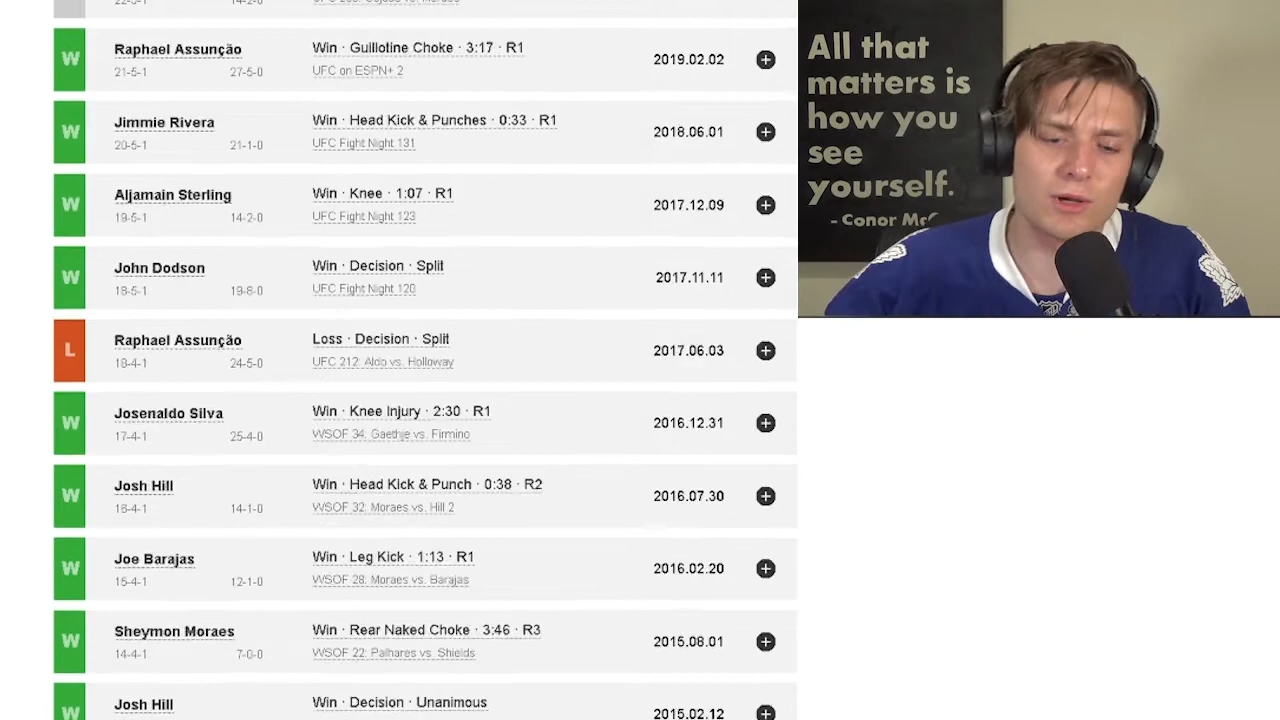 W
Raphael Assunção
Win · Guillotine Choke · 3:17 · R1
21-5-1
27-5-0
UFC on ESPN+ 2
2019.02.02
W
Jimmie Rivera
Win · Head Kick & Punches · 0:33 · R1
20-5-1
21-1-0
UFC Fight Night 131
2018.06.01
W
Aljamain Sterling
Win · Knee · 1:07 · R1
19-5-1
14-2-0
UFC Fight Night 123
2017.12.09
W
John Dodson
Win · Decision · Split
18-5-1
19-8-0
UFC Fight Night 120
2017.11.11
L
Raphael Assunção
Loss · Decision · Split
18-4-1
24-5-0
UFC 212: Aldo vs. Holloway
2017.06.03
W
Josenaldo Silva
Win · Knee Injury · 2:30 · R1
17-4-1
25-4-0
WSOF 34: Gaethje vs. Firmino
2016.12.31
W
Josh Hill
Win · Head Kick & Punch · 0:38 · R2
16-4-1
14-1-0
WSOF 32: Moraes vs. Hill 2
2016.07.30
W
Joe Barajas
Win · Leg Kick · 1:13 · R1
15-4-1
12-1-0
WSOF 28: Moraes vs. Barajas
2016.02.20
W
Sheymon Moraes
Win · Rear Naked Choke · 3:46 · R3
14-4-1
7-0-0
WSOF 22: Palhares vs. Shields
2015.08.01
W
Josh Hill
Win · Decision · Unanimous
2015.02.12
All that
matters is
how you
see
yourself.
- Conor Mc